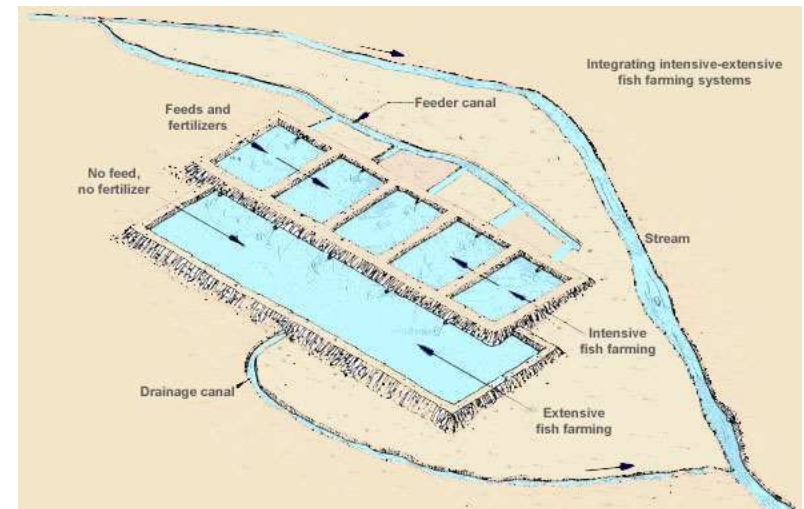 Integrating intensive-extensive
fish farming systems
Feeder canal
Feeds and
fertilizers
No feed,
no fertilizer
Stream
Intensive
fish farming
Drainage canal
Extensive
fish farming